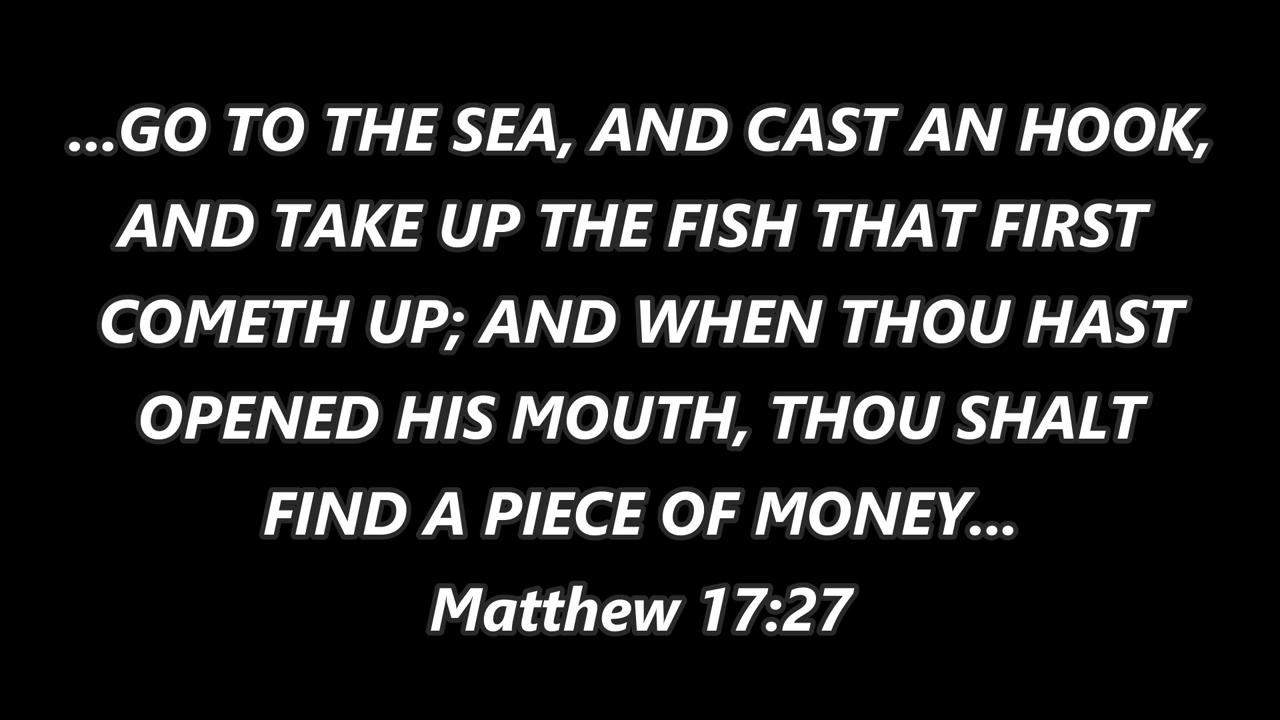 ...GO TO THE SEA, AND CAST AN HOOK,
AND TAKE UP THE FISH THAT FIRST
COMETH UP; AND WHEN THOU HAST
OPENED HIS MOUTH, THOU SHALT
FIND A PIECE OF MONEY...
Matthew 17:27